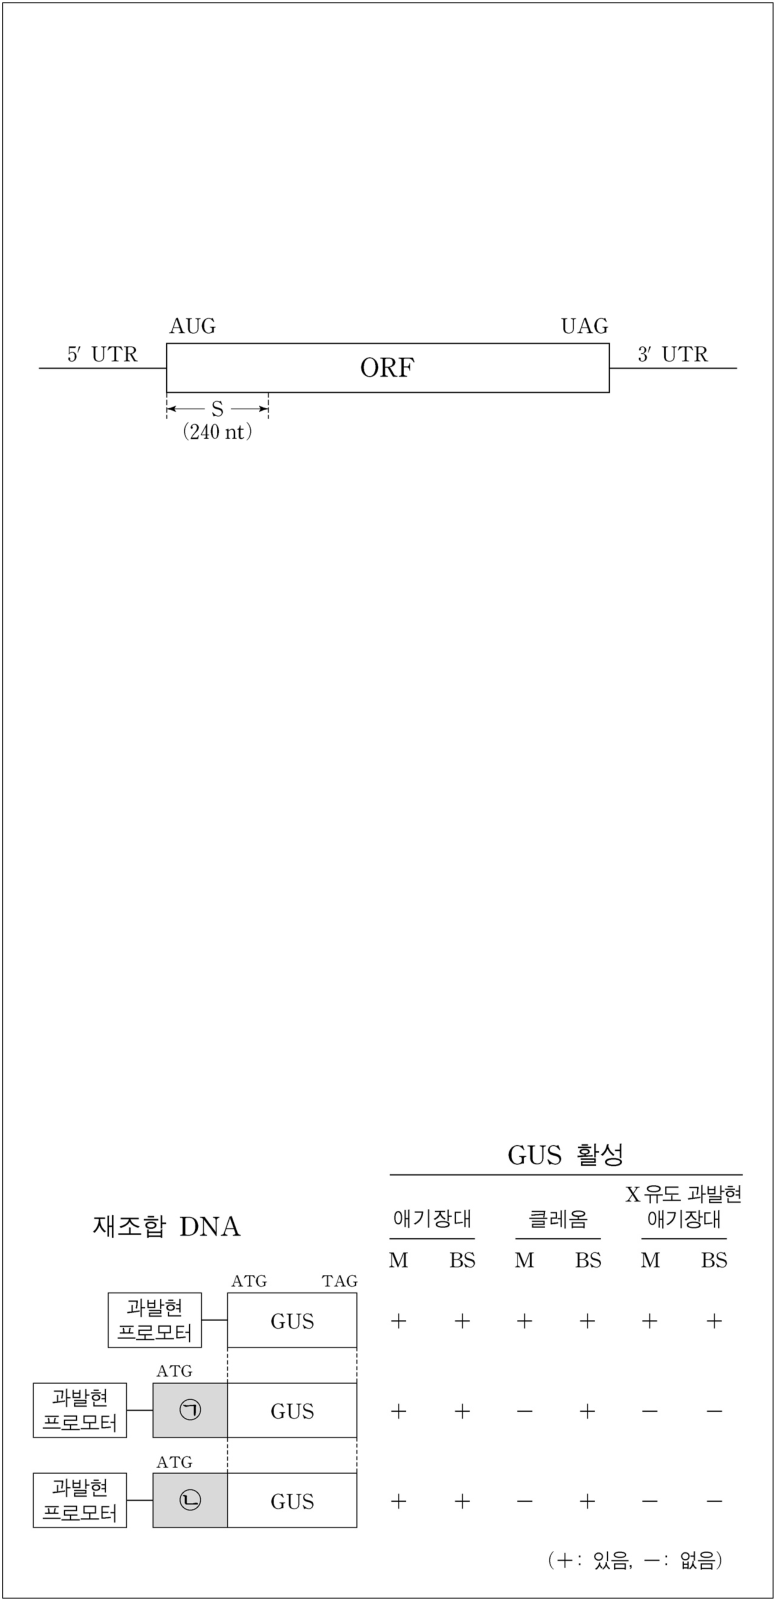 AUG UAG
5′ UTR ORF 3′ UTR
S
(240 nt)
GUS 활성
X 유도 과발현
재조합 DNA 애기장대 클레옴 애기장대
M BS M BS M BS
ATG TAG
과발현
프로모터 GUS + + + + + +
ATG
과발현
프로모터 ㉠ GUS + + − + − −
ATG
과발현
프로모터 ㉡ GUS + + − + − −
(+: 있음, −: 없음)